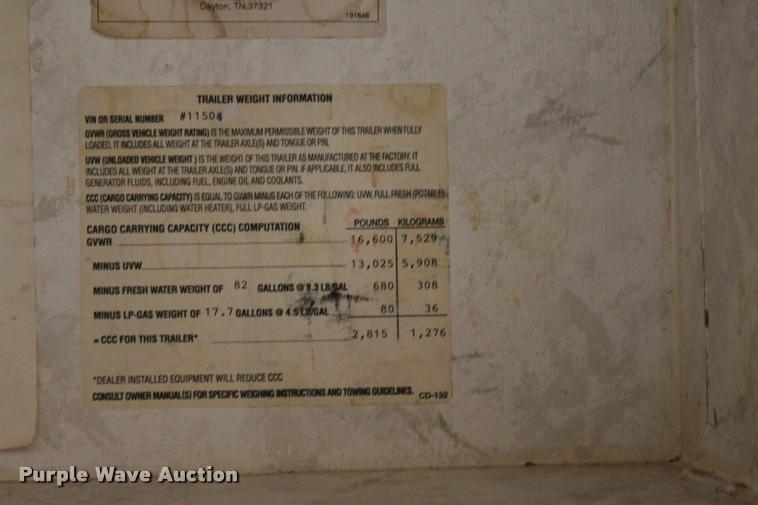 Dayton, TN 37321
191648
TRAILER WEIGHT INFORMATION
VIN OR SERIAL NUMBER #11504
GVWR (GROSS VEHICLE WEIGHT RATING) IS THE MAXIMUM PERMISSIBLE WEIGHT OF THIS TRAILER WHEN FULLY
LOADED. IT INCLUDES ALL WEIGHT AT THE TRAILER AXLE(S) AND TONGUE OR PIN.
UVW (UNLOADED VEHICLE WEIGHT ) IS THE WEIGHT OF THIS TRAILER AS MANUFACTURED AT THE FACTORY. IT
INCLUDES ALL WEIGHT AT TRAILER AXLE(S) AND TONGUE OR PIN. IF APPLICABLE, IT ALSO INCLUDES FULL
GENERATOR FLUIDS, INCLUDING FUEL, ENGINE OIL AND COOLANTS.
CCC (CARGO CARRYING CAPACITY) IS EQUAL TO GVWR MINUS EACH OF THE FOLLOWING: UVW, FULL FRESH (POTABLE)
WATER WEIGHT (INCLUDING WATER HEATER), FULL LP-GAS WEIGHT.
POUNDS KILOGRAMS
CARGO CARRYING CAPACITY (CCC) COMPUTATION
GVWR 16,600 7,529
MINUS UVW 13,025 5,908
MINUS FRESH WATER WEIGHT OF 82 GALLONS @ 8.3 LB/GAL 680 308
MINUS LP-GAS WEIGHT OF 17.7 GALLONS @ 4.5 LB/GAL 80 36
= CCC FOR THIS TRAILER* 2,815 1,276
*DEALER INSTALLED EQUIPMENT WILL REDUCE CCC
CONSULT OWNER MANUAL(S) FOR SPECIFIC WEIGHING INSTRUCTIONS AND TOWING GUIDELINES. CD-132
Purple Wave Auction